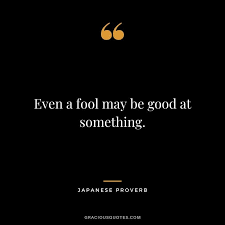 “
Even a fool may be good at
something.
JAPANESE PROVERB
GRACIOUSQUOTES.COM